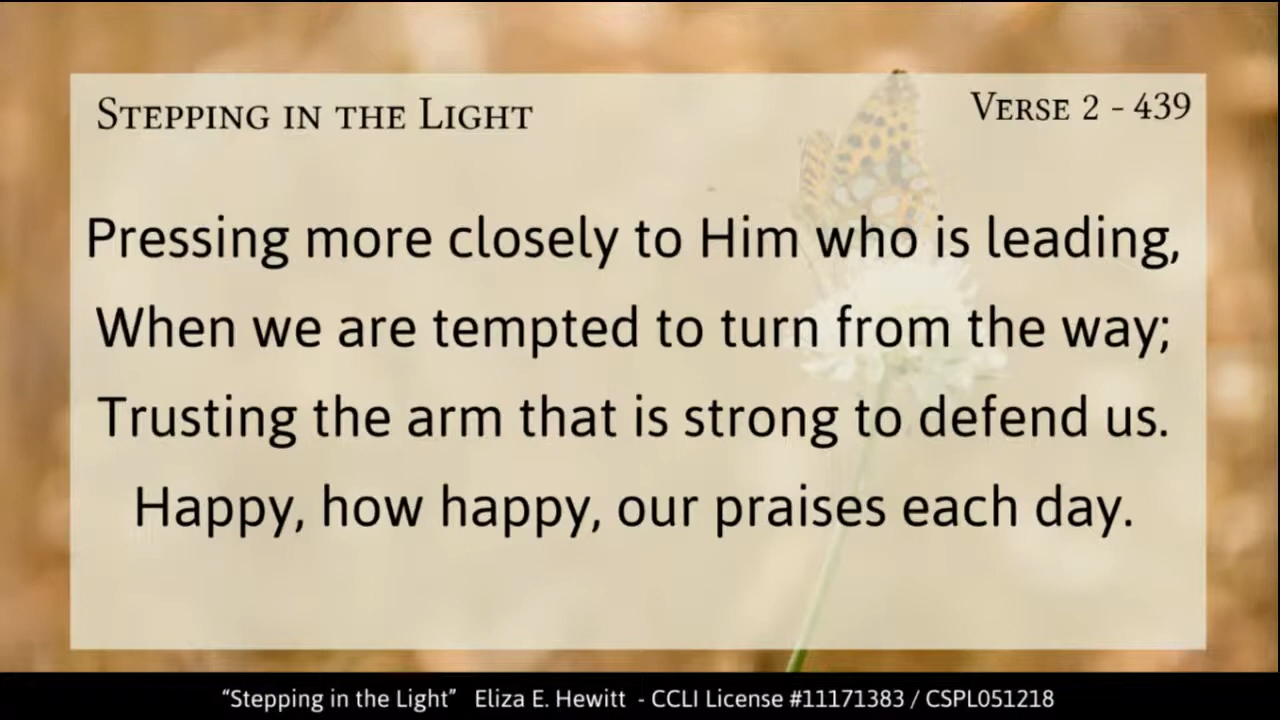 Stepping in the Light
Verse 2 - 439
Pressing more closely to Him who is leading,
When we are tempted to turn from the way;
Trusting the arm that is strong to defend us.
Happy, how happy, our praises each day.
“Stepping in the Light” Eliza E. Hewitt - CCLI License #11171383 / CSPL051218